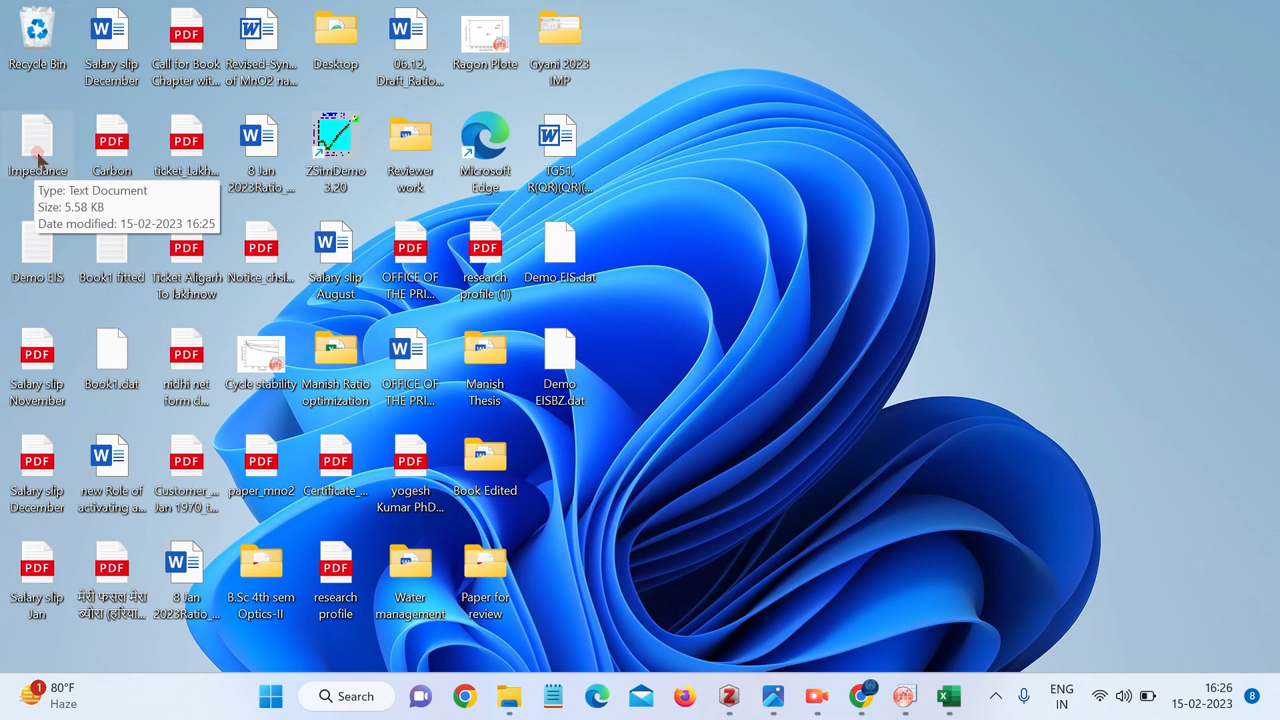 Recycle Bin
Salary slip
December
Call for Book
Chapter wit...
Revised-Syn...
of MnO2 na...
Desktop
06.12,
Draft_Ratio...
Ragon Plote
Gyani 2023
IMP
Impedance
Carbon
ticket_Lakh...
8 Jan
2023Ratio_...
ZSimDemo
3.20
Reviewer
work
Microsoft
Edge
TG51,
R(QR)(QR)(...
Type: Text Document
Size: 5.58 KB
Date modified: 15-02-2023 16:25
Demo EIS
Book1 fitted
Ticket Aligarh
To lakhnow
Notice_chsl...
Salary slip
August
OFFICE OF
THE PRI...
research
profile (1)
Demo EIS.dat
Salary slip
November
Book1.dat
nidhi net
form d...
Cycle stability
Manish Ratio
optimization
OFFICE OF
THE PRI...
Manish
Thesis
Demo
EISBZ.dat
Salary slip
December
new Role of
activating a...
Customer_...
Jan 1970_t...
paper_mno2
Certificate_...
yogesh
Kumar PhD...
Book Edited
Salary slip
Jan
मेरी फसल मेरा
ब्यौरा (हरिया...
8 Jan
2023Ratio_...
B.Sc 4th sem
Optics-II
research
profile
Water
management
Paper for
review
1
80°F
Haze
Search
ENG
IN
16:26
15-02-2023
8